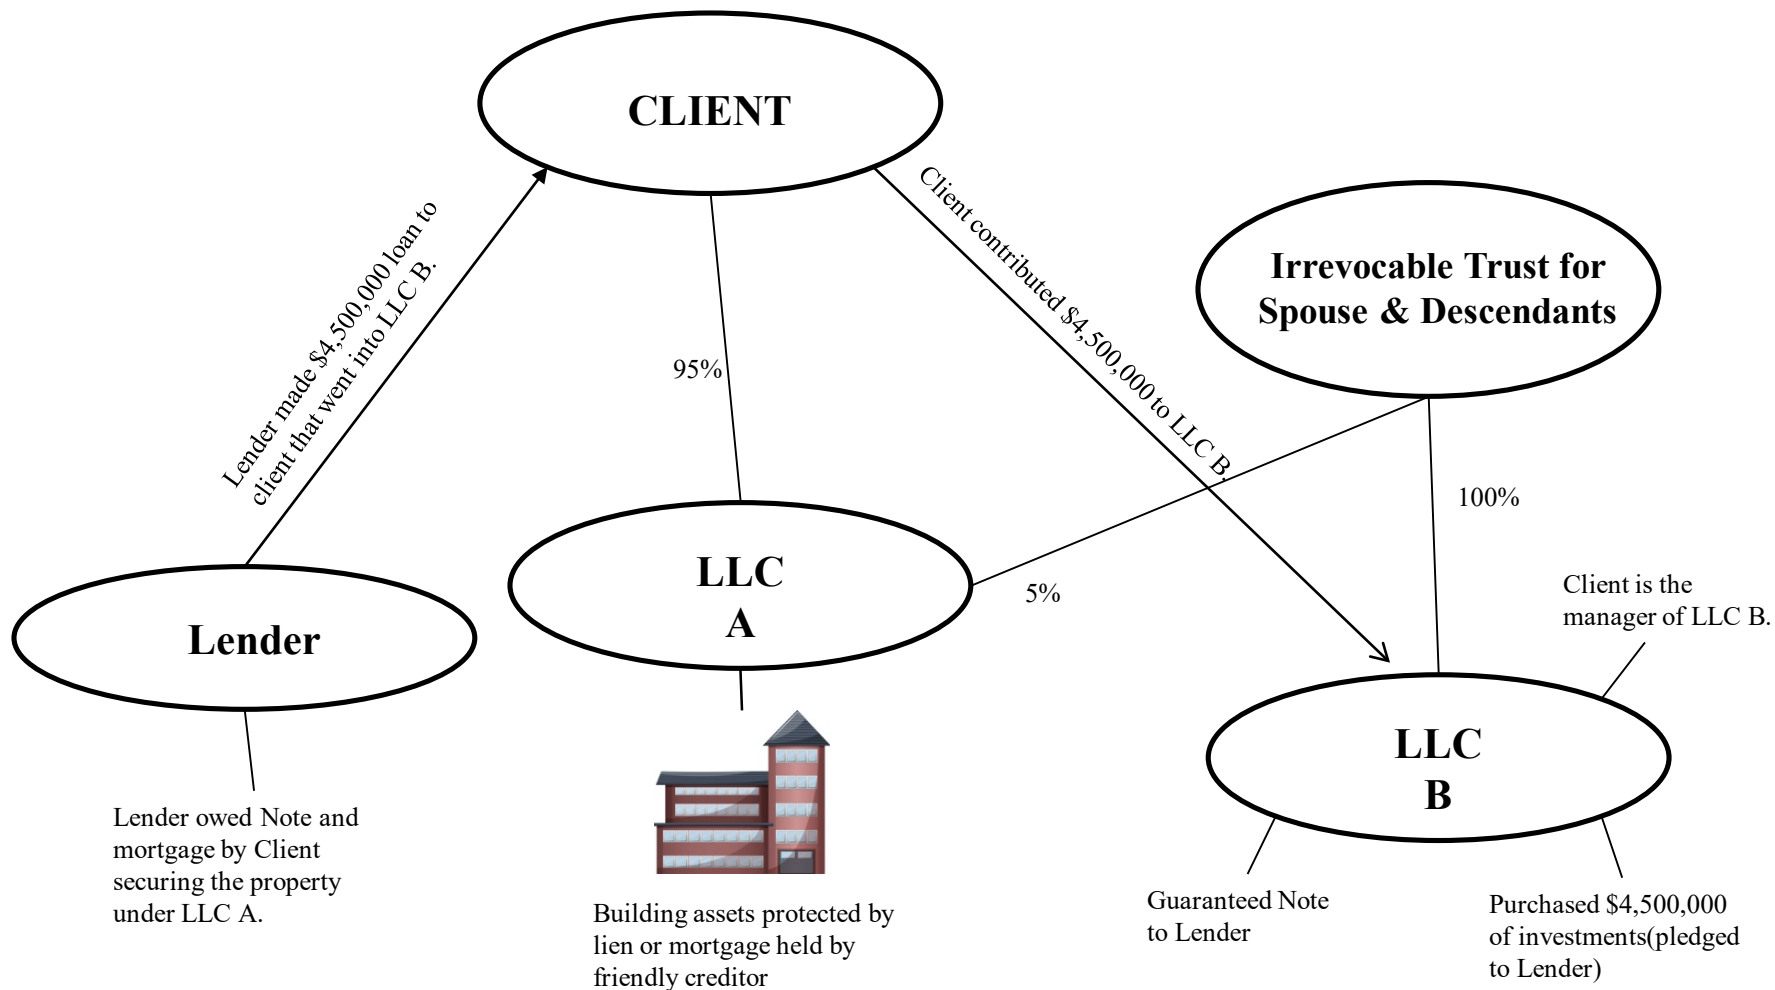 CLIENT
Lender made $4,500,000 loan to
client that went into LLC B.
Client contributed $4,500,000 to LLC B.
Irrevocable Trust for
Spouse & Descendants
95%
100%
5%
LLC
A
Lender
Client is the
manager of LLC B.
LLC
B
Lender owed Note and
mortgage by Client
securing the property
under LLC A.
Building assets protected by
lien or mortgage held by
friendly creditor
Guaranteed Note
to Lender
Purchased $4,500,000
of investments(pledged
to Lender)